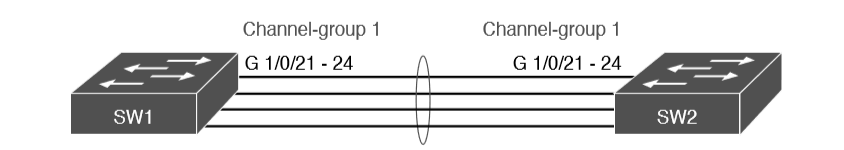 Channel-group 1
Channel-group 1
G 1/0/21 - 24
G 1/0/21 - 24
SW1
SW2